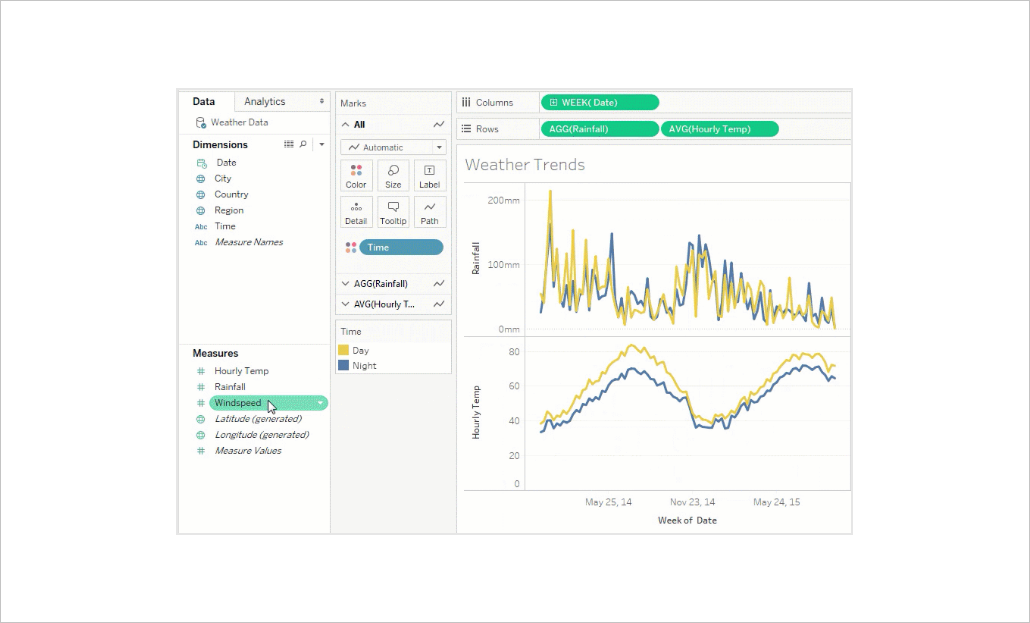 Data
Analytics
Weather Data
Dimensions
Date
City
Country
Region
Abc Time
Abc Measure Names
Measures
Hourly Temp
Rainfall
Windspeed
Latitude (generated)
Longitude (generated)
Measure Values
Marks
All
Automatic
Color Size Label
Detail Tooltip Path
Time
AGG(Rainfall)
AVG(Hourly T...
Time
Day
Night
Columns WEEK( Date)
Rows AGG(Rainfall) AVG(Hourly Temp)
Weather Trends
Rainfall
200mm
100mm
0mm
Hourly Temp
80
60
40
20
0
May 25, 14 Nov 23, 14 May 24, 15
Week of Date